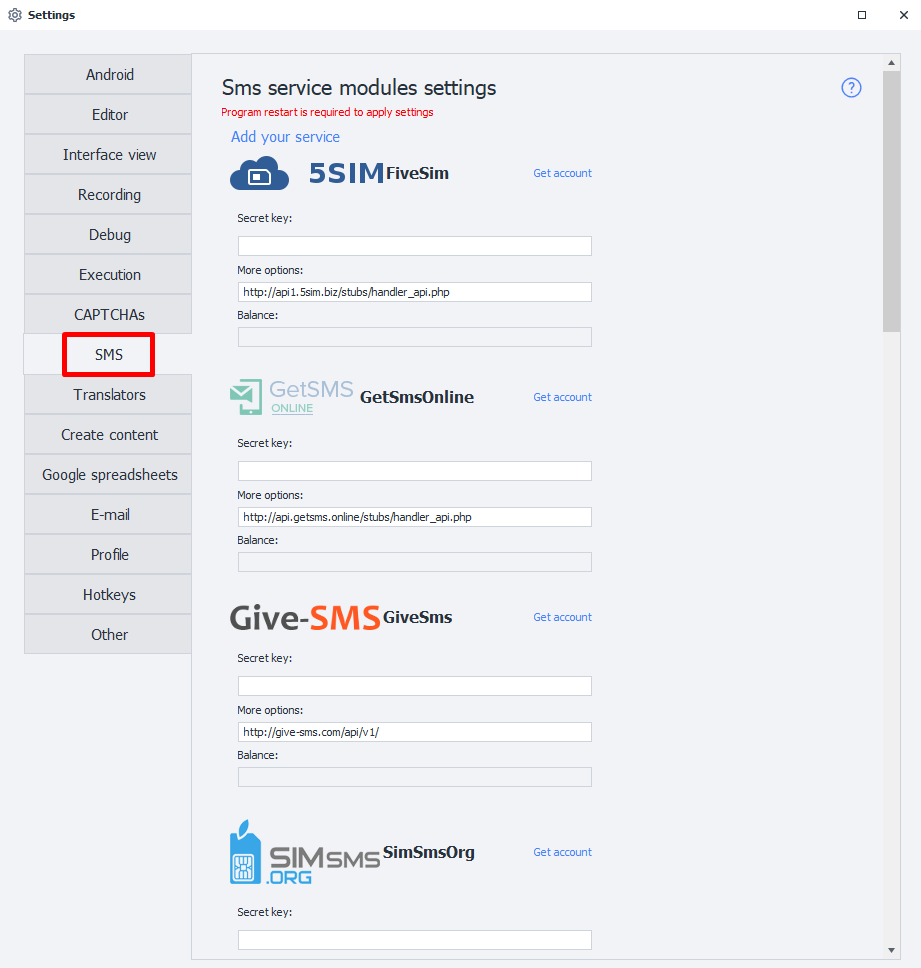 Settings
Android
Editor
Interface view
Recording
Debug
Execution
CAPTCHAs
SMS
Translators
Create content
Google spreadsheets
E-mail
Profile
Hotkeys
Other
Sms service modules settings
?
Program restart is required to apply settings
Add your service
5SIM FiveSim Get account
Secret key:
More options:
http://api1.5sim.biz/stubs/handler_api.php
Balance:
GetSMS ONLINE GetSmsOnline Get account
Secret key:
More options:
http://api.getsms.online/stubs/handler_api.php
Balance:
Give-SMS GiveSms Get account
Secret key:
More options:
http://give-sms.com/api/v1/
Balance:
SIMSMS.ORG SimSmsOrg Get account
Secret key: